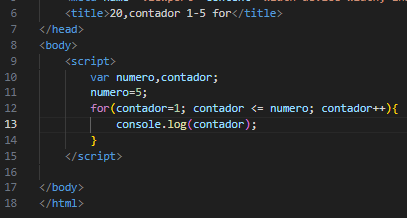 6 <title>20,contador 1-5 for</title>
7 </head>
8 <body>
9 <script>
10 var numero,contador;
11 numero=5;
12 for(contador=1; contador <= numero; contador++){
13 console.log(contador);
14 }
15 </script>
16
17 </body>
18 </html>